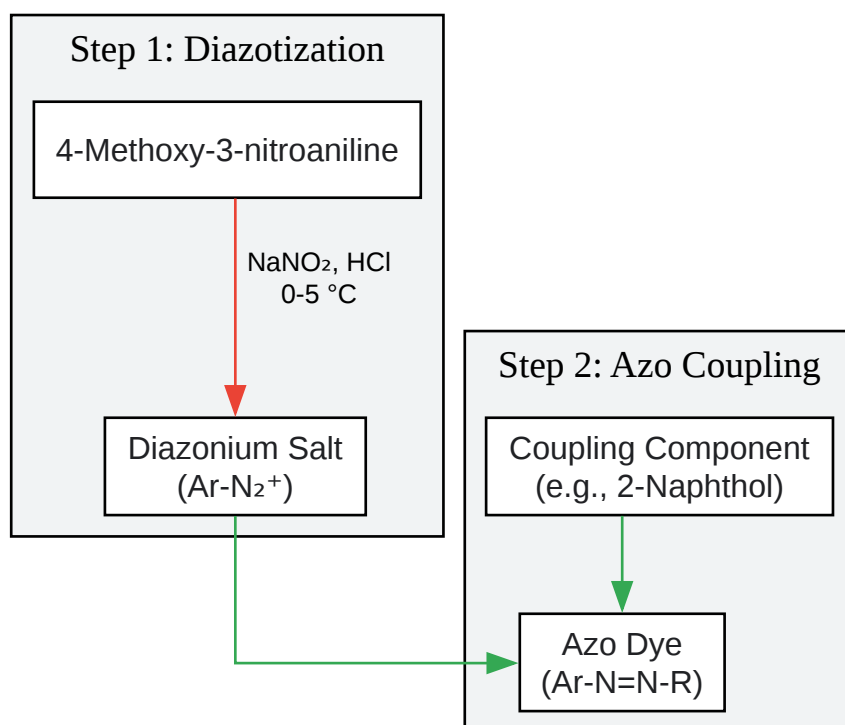 Step 1: Diazotization
4-Methoxy-3-nitroaniline
NaNO₂, HCl
0-5 °C
Diazonium Salt
(Ar-N₂⁺)
Step 2: Azo Coupling
Coupling Component
(e.g., 2-Naphthol)
Azo Dye
(Ar-N=N-R)